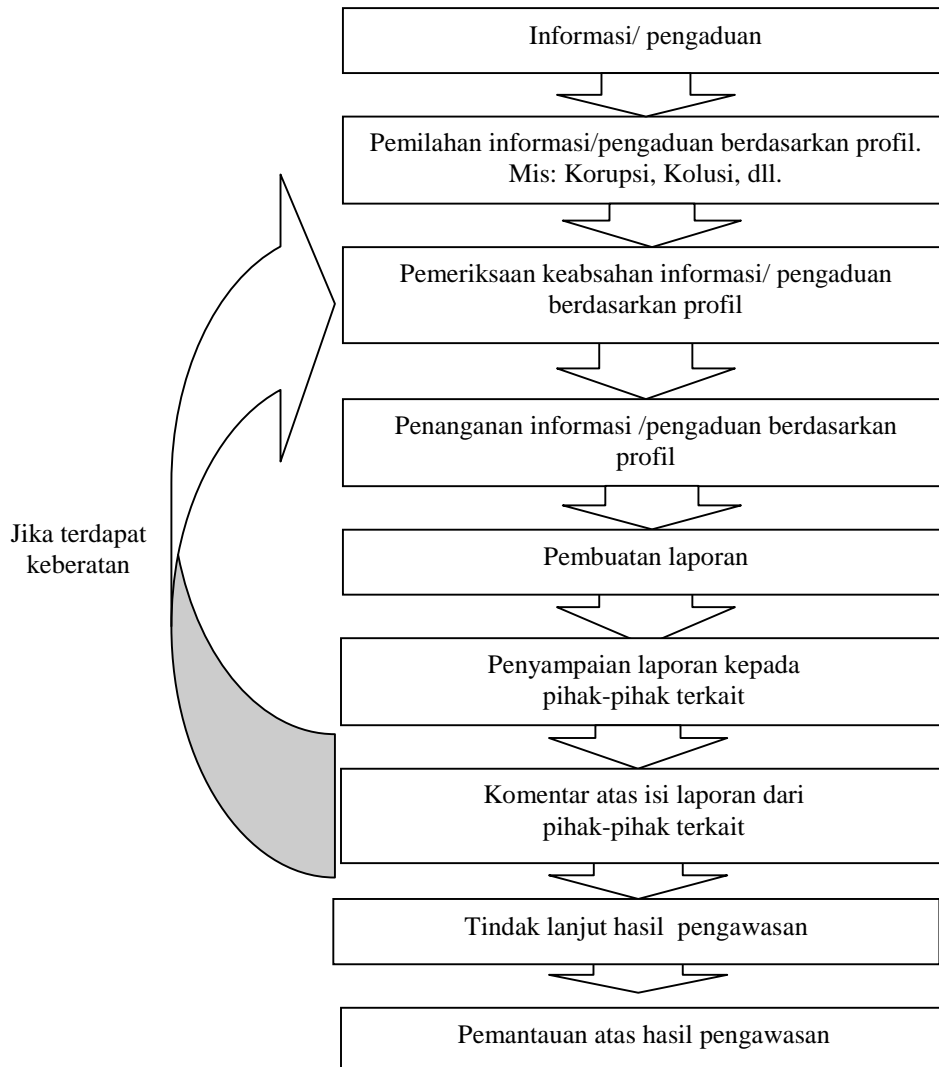 Informasi/ pengaduan
Pemilahan informasi/pengaduan berdasarkan profil.
Mis: Korupsi, Kolusi, dll.
Pemeriksaan keabsahan informasi/ pengaduan
berdasarkan profil
Penanganan informasi /pengaduan berdasarkan
profil
Jika terdapat
keberatan
Pembuatan laporan
Penyampaian laporan kepada
pihak-pihak terkait
Komentar atas isi laporan dari
pihak-pihak terkait
Tindak lanjut hasil  pengawasan
Pemantauan atas hasil pengawasan